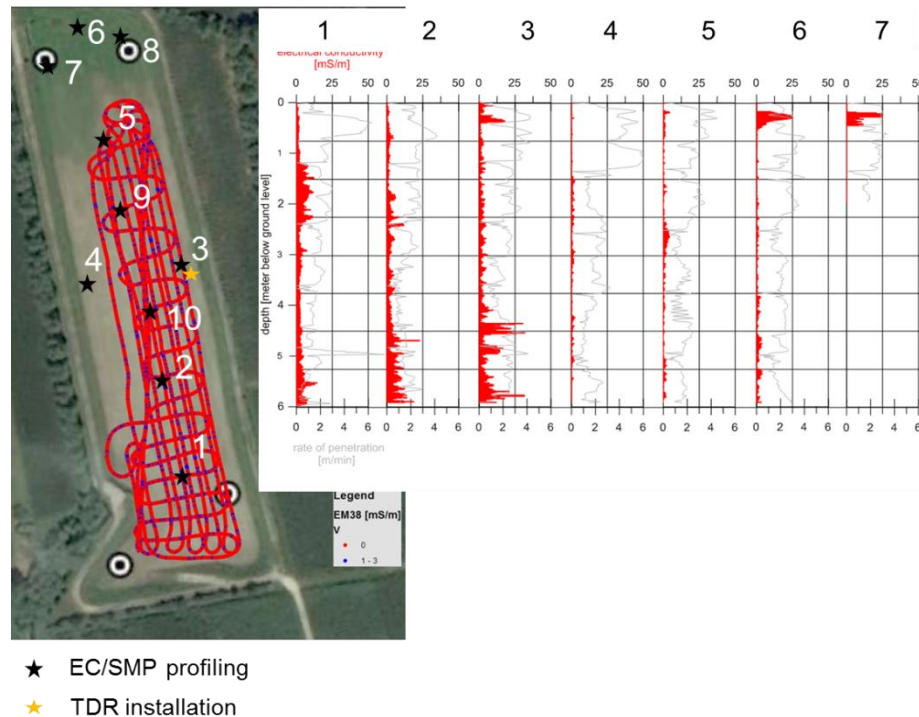 1 2 3 4 5 6 7
electrical conductivity
[mS/m]
0 25 50 0 25 50 0 25 50 0 25 50 0 25 50 0 25 50 0 25
0
1
2
3
4
5
6
depth [meter below ground level]
0 2 4 6 0 2 4 6 0 2 4 6 0 2 4 6 0 2 4 6 0 2 4 6 0 2 4 6
rate of penetration
[m/min]
6
8
7
5
9
3
4
10
2
1
Legend
EM38 [mS/m]
V
0
1 - 3
EC/SMP profiling
TDR installation